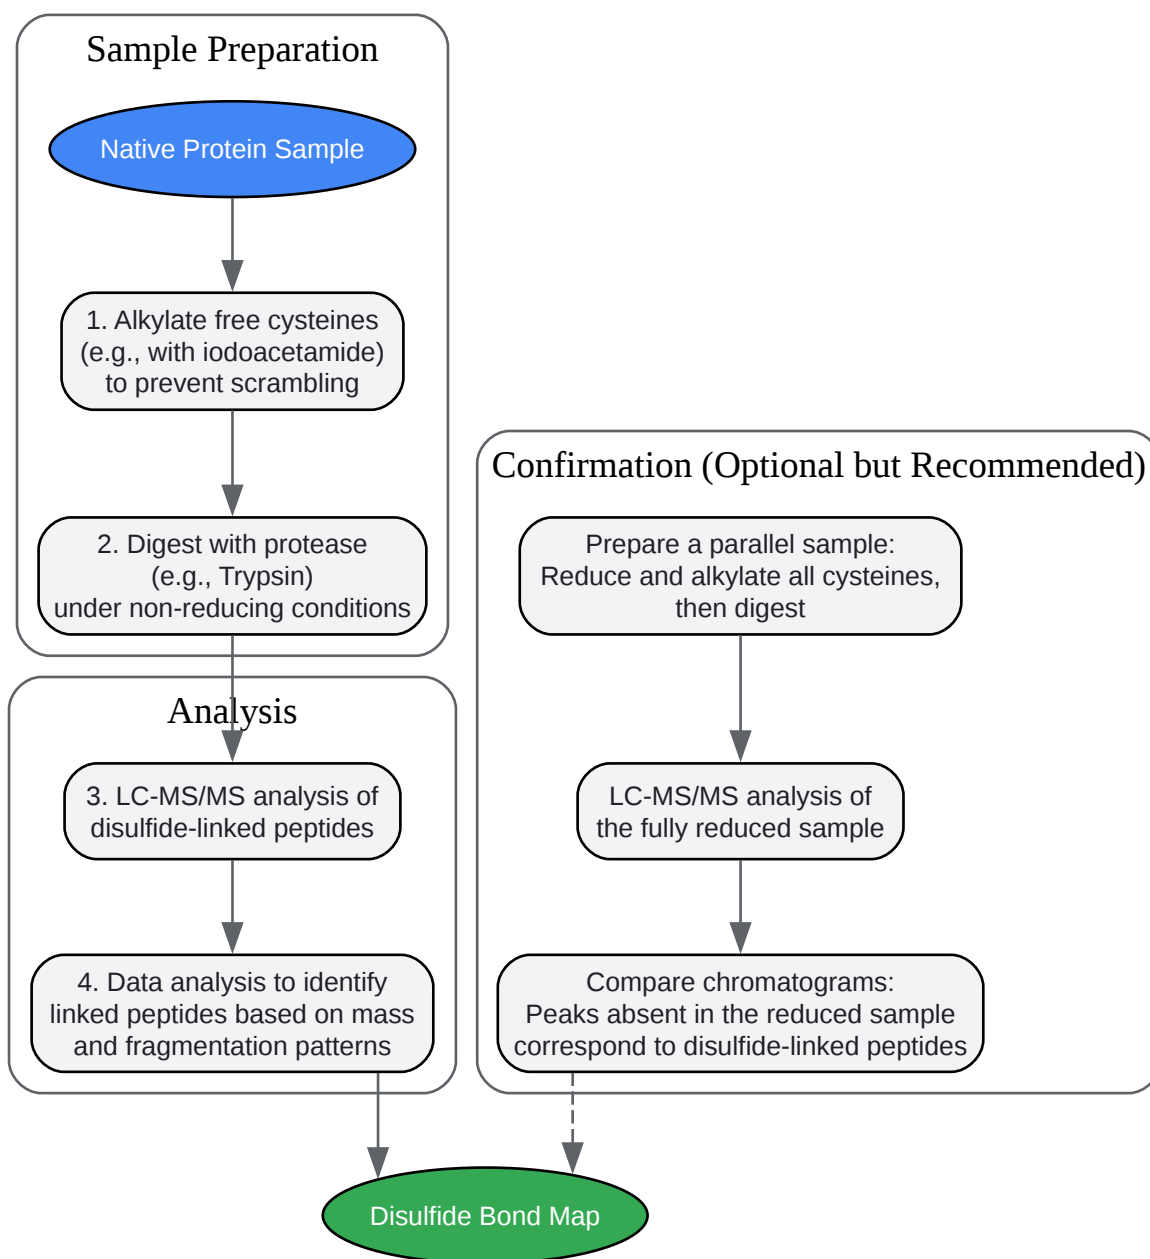 Sample Preparation
Native Protein Sample
1. Alkylate free cysteines
(e.g., with iodoacetamide)
to prevent scrambling
2. Digest with protease
(e.g., Trypsin)
under non-reducing conditions
Analysis
3. LC-MS/MS analysis of
disulfide-linked peptides
4. Data analysis to identify
linked peptides based on mass
and fragmentation patterns
Confirmation (Optional but Recommended)
Prepare a parallel sample:
Reduce and alkylate all cysteines,
then digest
LC-MS/MS analysis of
the fully reduced sample
Compare chromatograms:
Peaks absent in the reduced sample
correspond to disulfide-linked peptides
Disulfide Bond Map